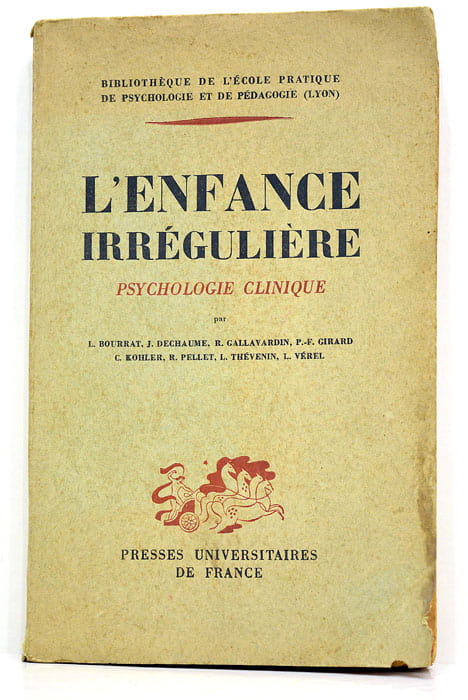 BIBLIOTHÈQUE DE L'ÉCOLE PRATIQUE
DE PSYCHOLOGIE ET DE PÉDAGOGIE (LYON)
L'ENFANCE
IRRÉGULIÈRE
PSYCHOLOGIE CLINIQUE
par
L. BOURRAT, J. DECHAUME, R. GALLAVARDIN, P.-F. GIRARD
C. KOHLER, R. PELLET, L. THÉVENIN, L. VÉREL
PRESSES UNIVERSITAIRES
DE FRANCE